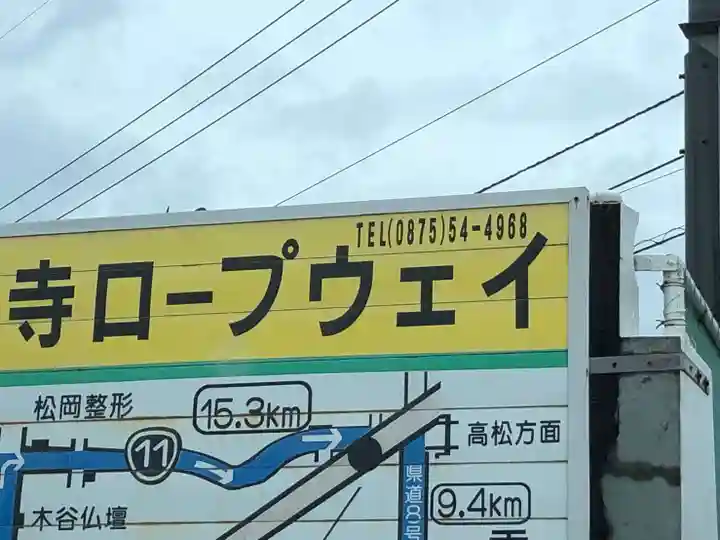 TEL(0875)54-4968
寺ロープウェイ
松岡整形
15.3km
11
高松方面
木谷仏壇
県道8号
9.4km